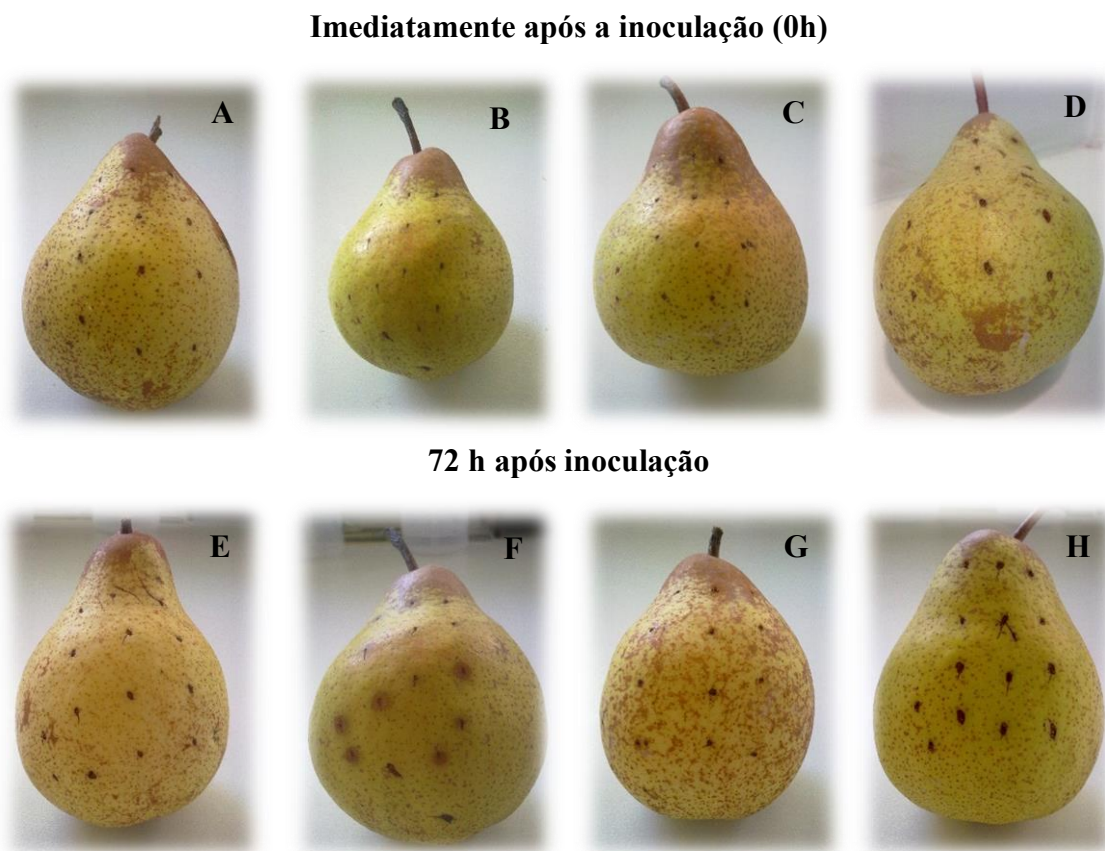 Imediatamente após a inoculação (0h)
A
B
C
D
72 h após inoculação
E
F
G
H